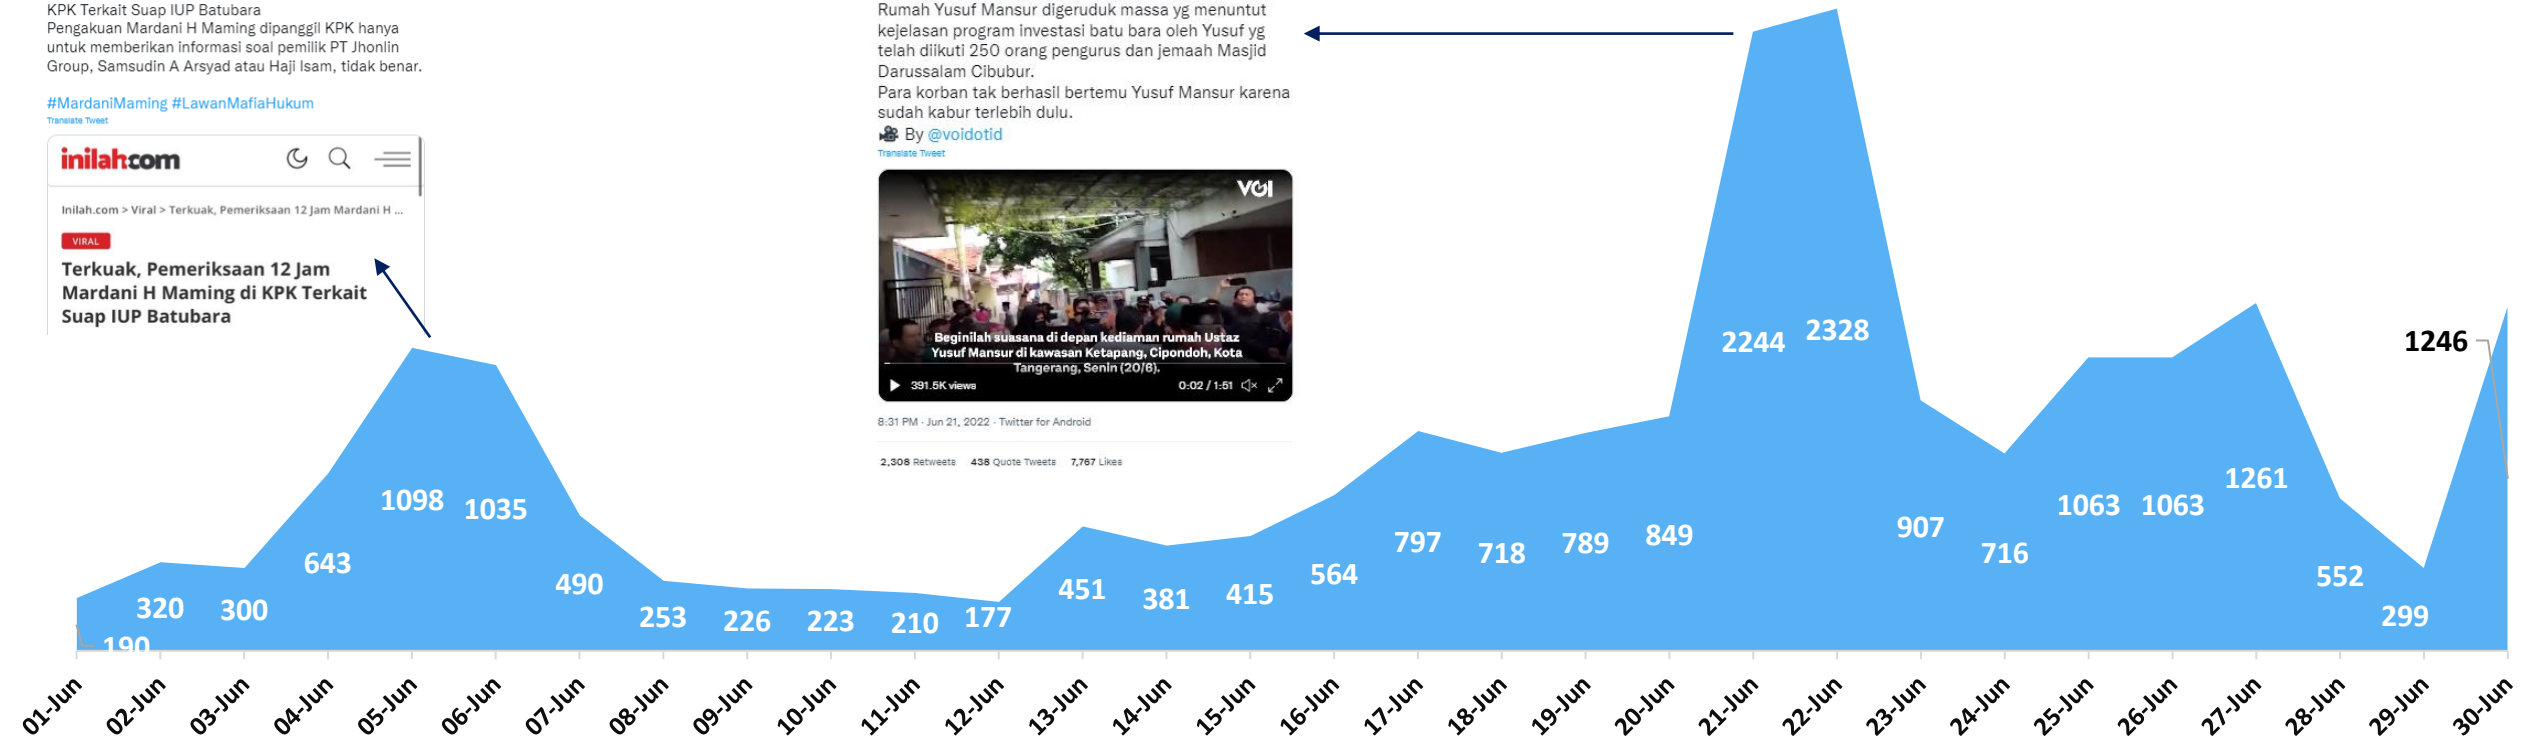 KPK Terkait Suap IUP Batubara
Pengakuan Mardani H Maming dipanggil KPK hanya
untuk memberikan informasi soal pemilik PT Jhonlin
Group, Samsudin A Arsyad atau Haji Isam, tidak benar.
#MardaniMaming #LawanMafiaHukum
Translate Tweet
inilah:com
Inilah.com > Viral > Terkuak, Pemeriksaan 12 Jam Mardani H ...
VIRAL
Terkuak, Pemeriksaan 12 Jam
Mardani H Maming di KPK Terkait
Suap IUP Batubara
Rumah Yusuf Mansur digeruduk massa yg menuntut
kejelasan program investasi batu bara oleh Yusuf yg
telah diikuti 250 orang pengurus dan jemaah Masjid
Darussalam Cibubur.
Para korban tak berhasil bertemu Yusuf Mansur karena
sudah kabur terlebih dulu.
🎥 By @voidotid
Translate Tweet
VOI
Beginilah suasana di depan kediaman rumah Ustaz
Yusuf Mansur di kawasan Ketapang, Cipondoh, Kota
Tangerang, Senin (20/6).
391.5K views 0:02 / 1:51
8:31 PM · Jun 21, 2022 · Twitter for Android
2,308 Retweets 438 Quote Tweets 7,767 Likes
190
320
300
643
1098
1035
490
253
226
223
210
177
451
381
415
564
797
718
789
849
2244
2328
907
716
1063
1063
1261
552
299
1246
01-Jun
02-Jun
03-Jun
04-Jun
05-Jun
06-Jun
07-Jun
08-Jun
09-Jun
10-Jun
11-Jun
12-Jun
13-Jun
14-Jun
15-Jun
16-Jun
17-Jun
18-Jun
19-Jun
20-Jun
21-Jun
22-Jun
23-Jun
24-Jun
25-Jun
26-Jun
27-Jun
28-Jun
29-Jun
30-Jun